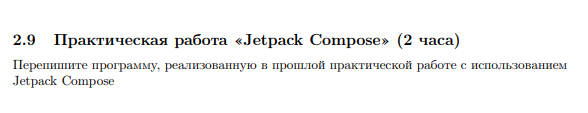 2.9 Практическая работа «Jetpack Compose» (2 часа)
Перепишите программу, реализованную в прошлой практической работе с использованием
Jetpack Compose